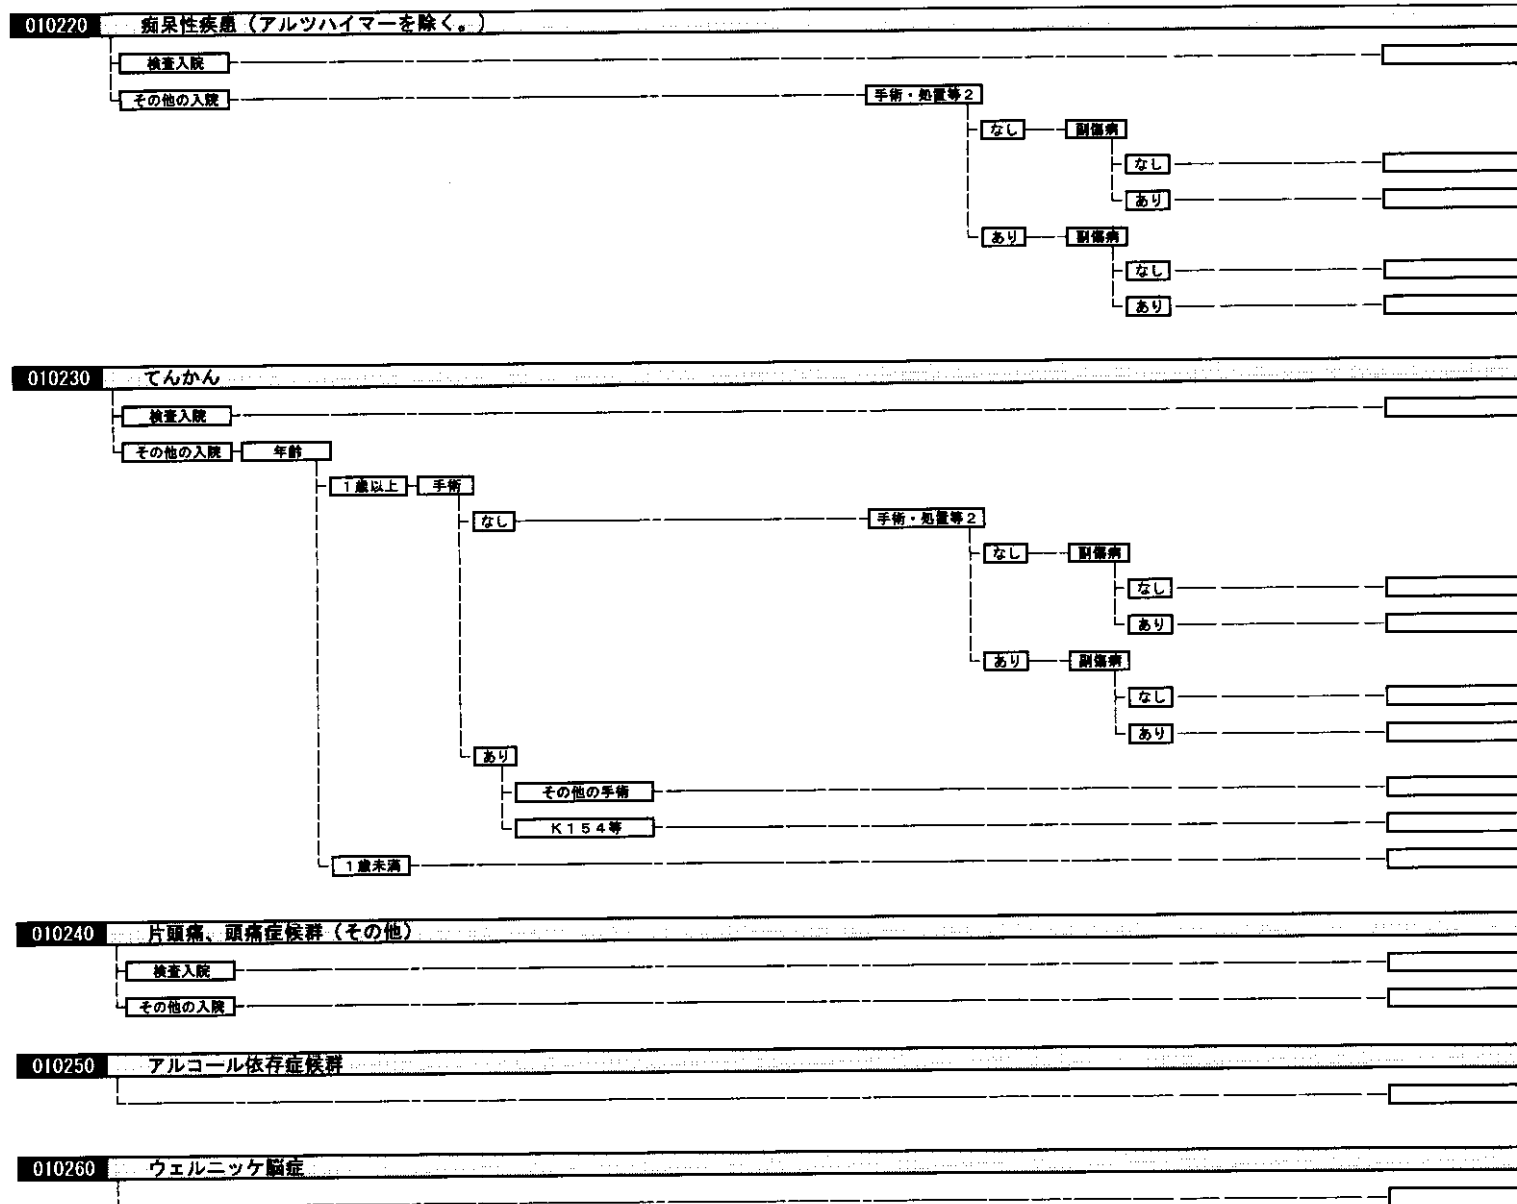 010220 痴呆性疾患（アルツハイマーを除く。）
検査入院
その他の入院 手術・処置等2
なし 副傷病
なし
あり
あり 副傷病
なし
あり
010230 てんかん
検査入院
その他の入院 年齢
1歳以上 手術
なし 手術・処置等2
なし 副傷病
なし
あり
あり 副傷病
なし
あり
あり
その他の手術
K154等
1歳未満
010240 片頭痛、頭痛症候群（その他）
検査入院
その他の入院
010250 アルコール依存症候群
010260 ウェルニッケ脳症